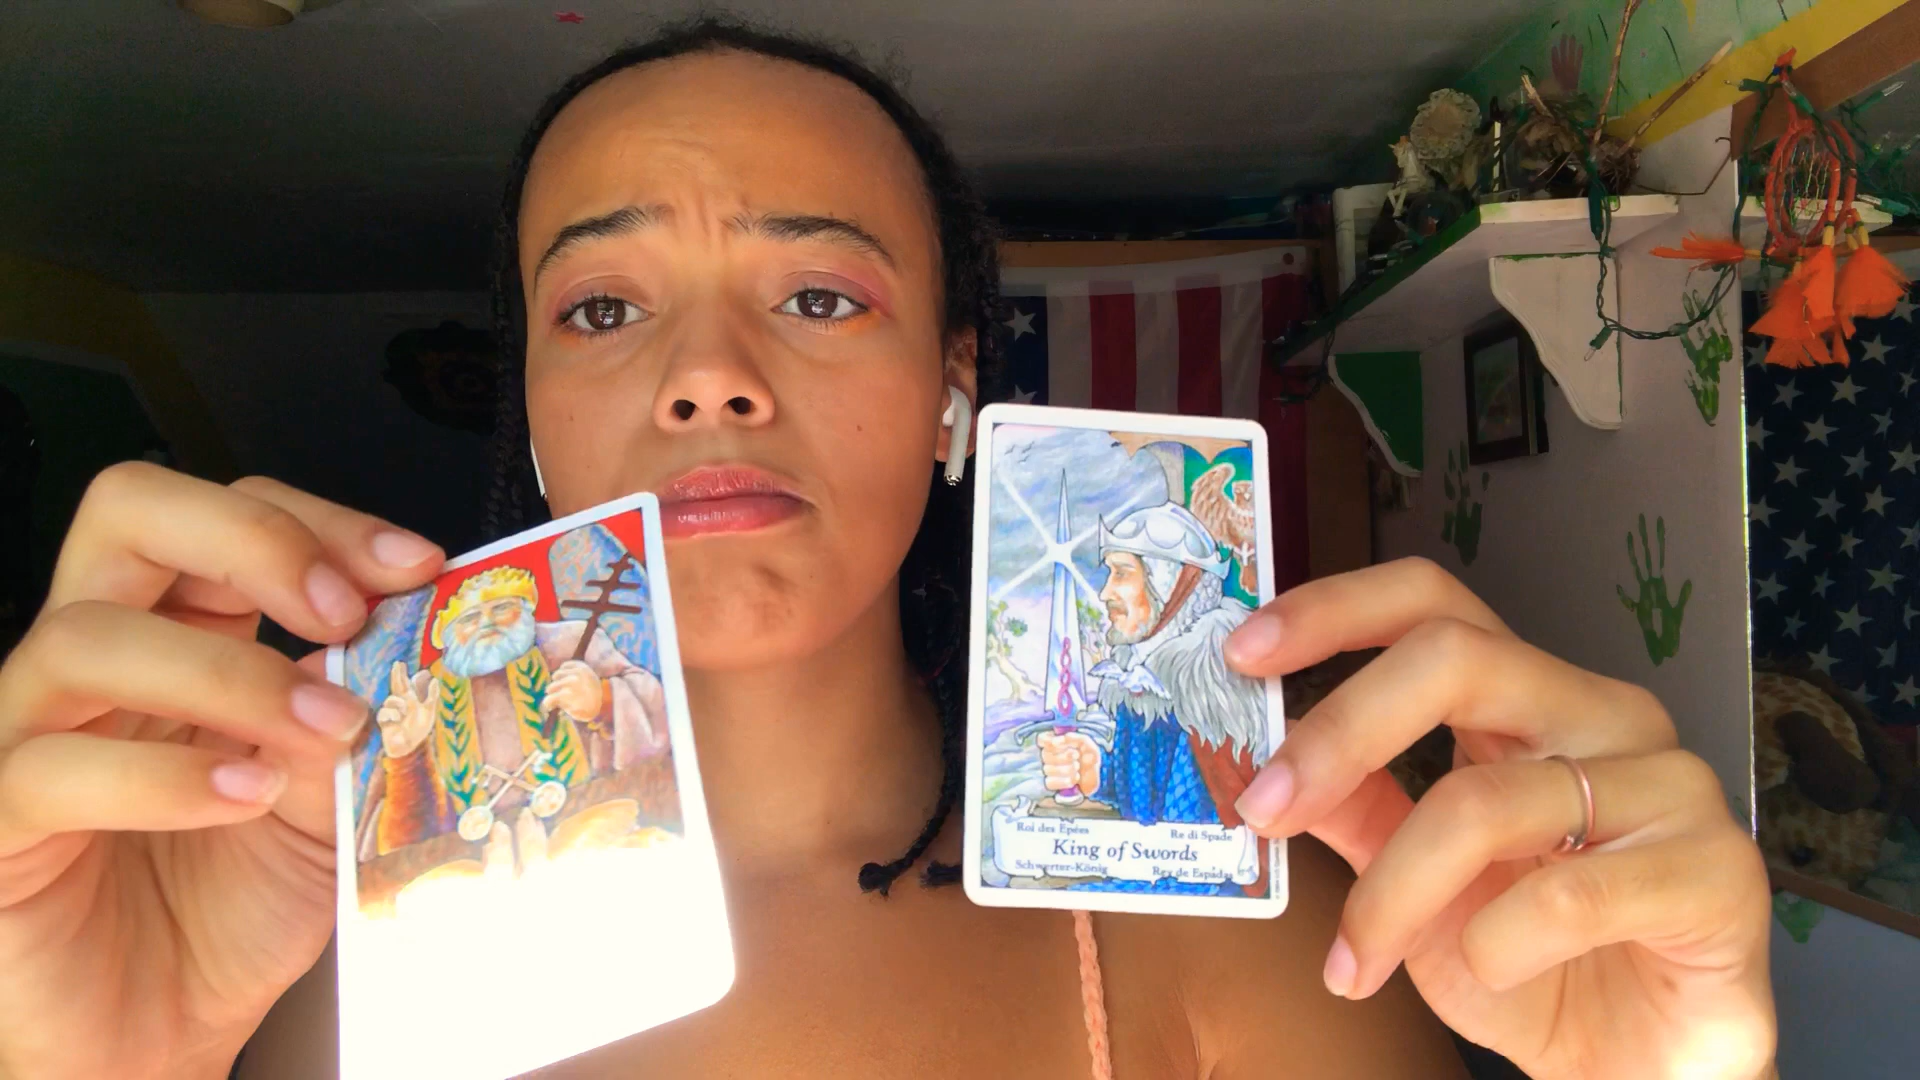 Roi des Epées Re di Spade
King of Swords
Schwerter-König Rey de Espadas